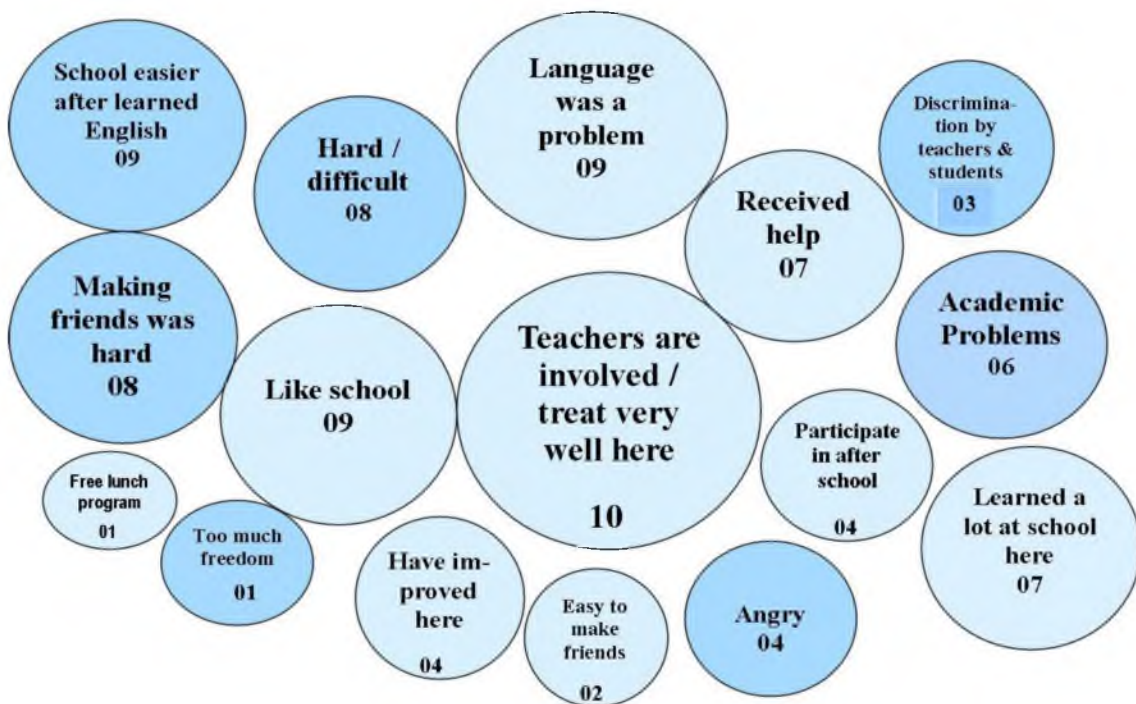 School easier
after learned
English
09
Hard /
difficult
08
Language
was a
problem
09
Discrimina-
tion by
teachers &
students
03
Received
help
07
Making
friends was
hard
08
Like school
09
Teachers are
involved /
treat very
well here
10
Academic
Problems
06
Participate
in after
school
04
Learned a
lot at school
here
07
Free lunch
program
01
Too much
freedom
01
Have im-
proved
here
04
Easy to
make
friends
02
Angry
04